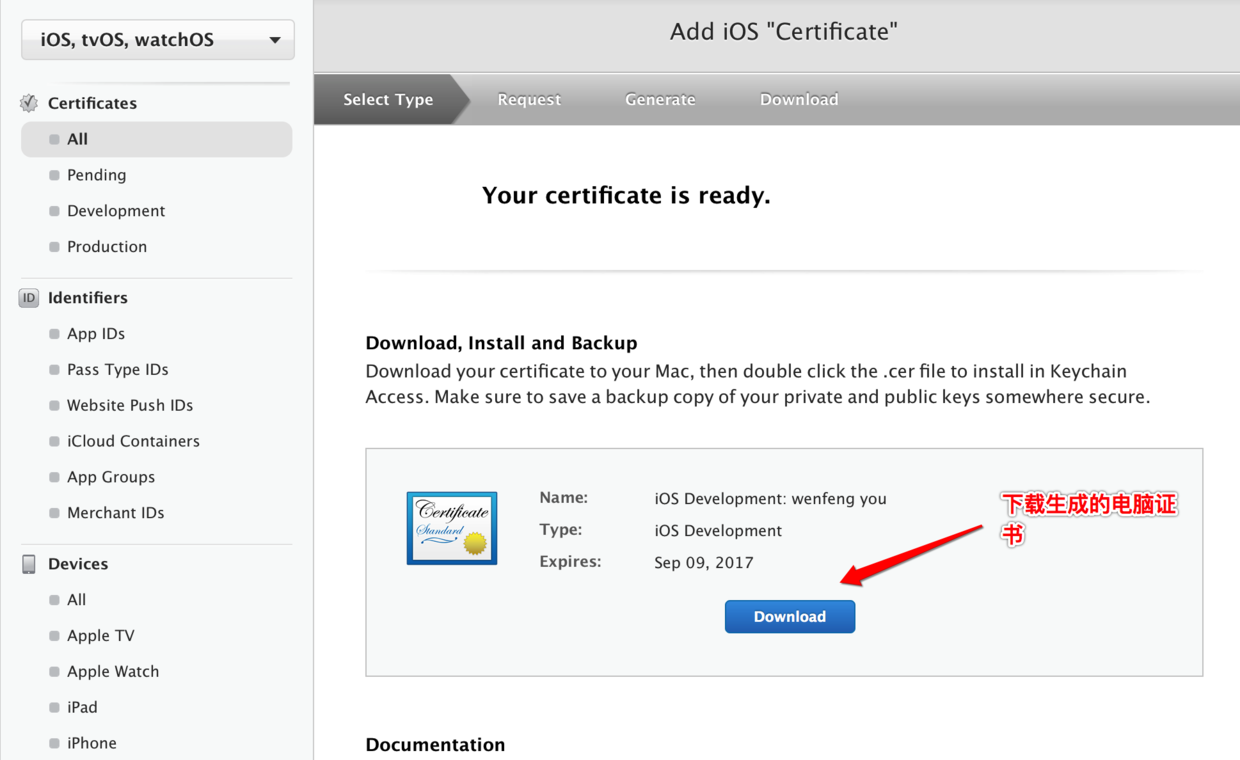 iOS, tvOS, watchOS
Certificates
All
Pending
Development
Production
ID
Identifiers
App IDs
Pass Type IDs
Website Push IDs
iCloud Containers
App Groups
Merchant IDs
Devices
All
Apple TV
Apple Watch
iPad
iPhone
Add iOS "Certificate"
Select Type
Request
Generate
Download
Your certificate is ready.
Download, Install and Backup
Download your certificate to your Mac, then double click the .cer file to install in Keychain
Access. Make sure to save a backup copy of your private and public keys somewhere secure.
Certificate
Standard
Name: iOS Development: wenfeng you
Type: iOS Development
Expires: Sep 09, 2017
下载生成的电脑证
书
Download
Documentation